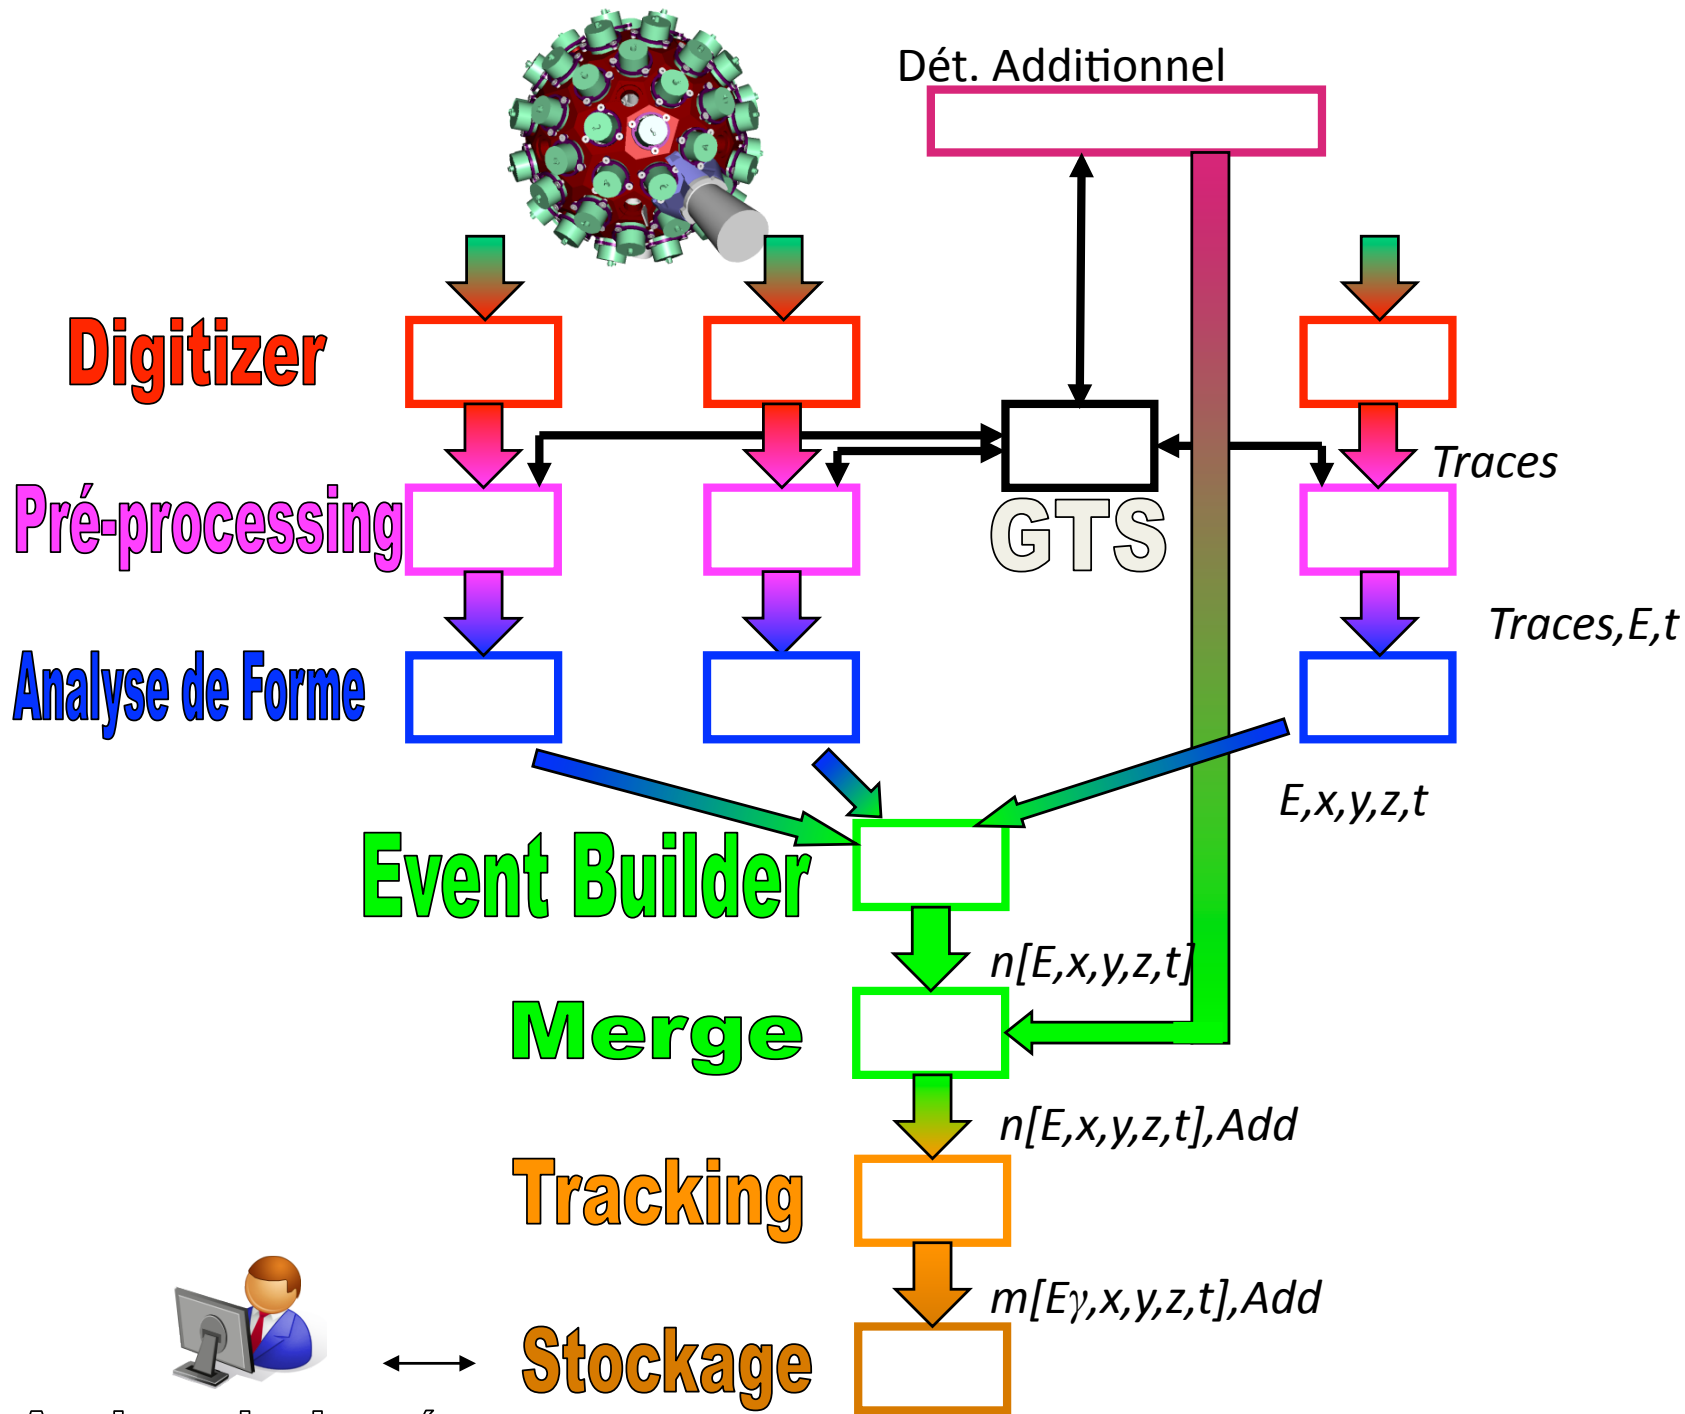 Dét. Additionnel
Digitizer
Traces
Pré-processing
GTS
Traces,E,t
Analyse de Forme
E,x,y,z,t
Event Builder
n[E,x,y,z,t]
Merge
n[E,x,y,z,t],Add
Tracking
m[Eγ,x,y,z,t],Add
Stockage